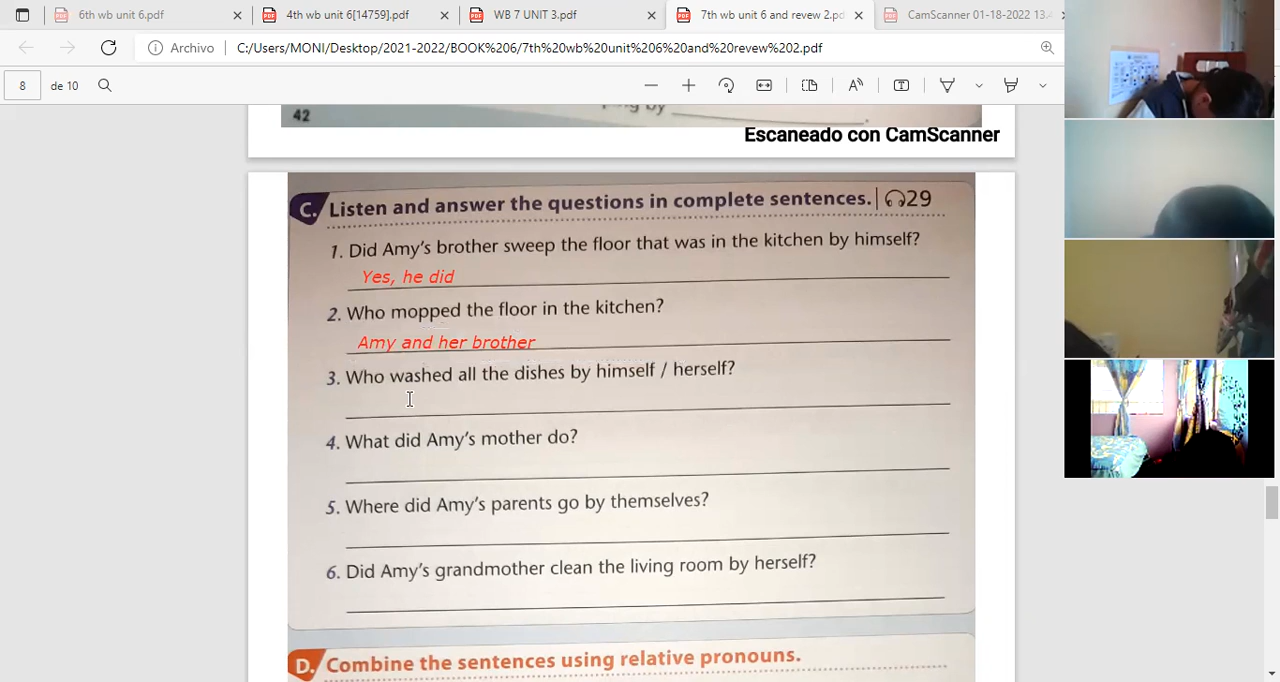 6th wb unit 6.pdf
4th wb unit 6[14759].pdf
WB 7 UNIT 3.pdf
7th wb unit 6 and revew 2.p
CamScanner 01-18-2022 13.
Archivo
C:/Users/MONI/Desktop/2021-2022/BOOK%206/7th%20wb%20unit%206%20and%20revew%202.pdf
8
de 10
42
by
Escaneado con CamScanner
C. Listen and answer the questions in complete sentences. 29
1. Did Amy's brother sweep the floor that was in the kitchen by himself?
Yes, he did
2. Who mopped the floor in the kitchen?
Amy and her brother
3. Who washed all the dishes by himself / herself?
4. What did Amy's mother do?
5. Where did Amy's parents go by themselves?
6. Did Amy's grandmother clean the living room by herself?
D. Combine the sentences using relative pronouns.